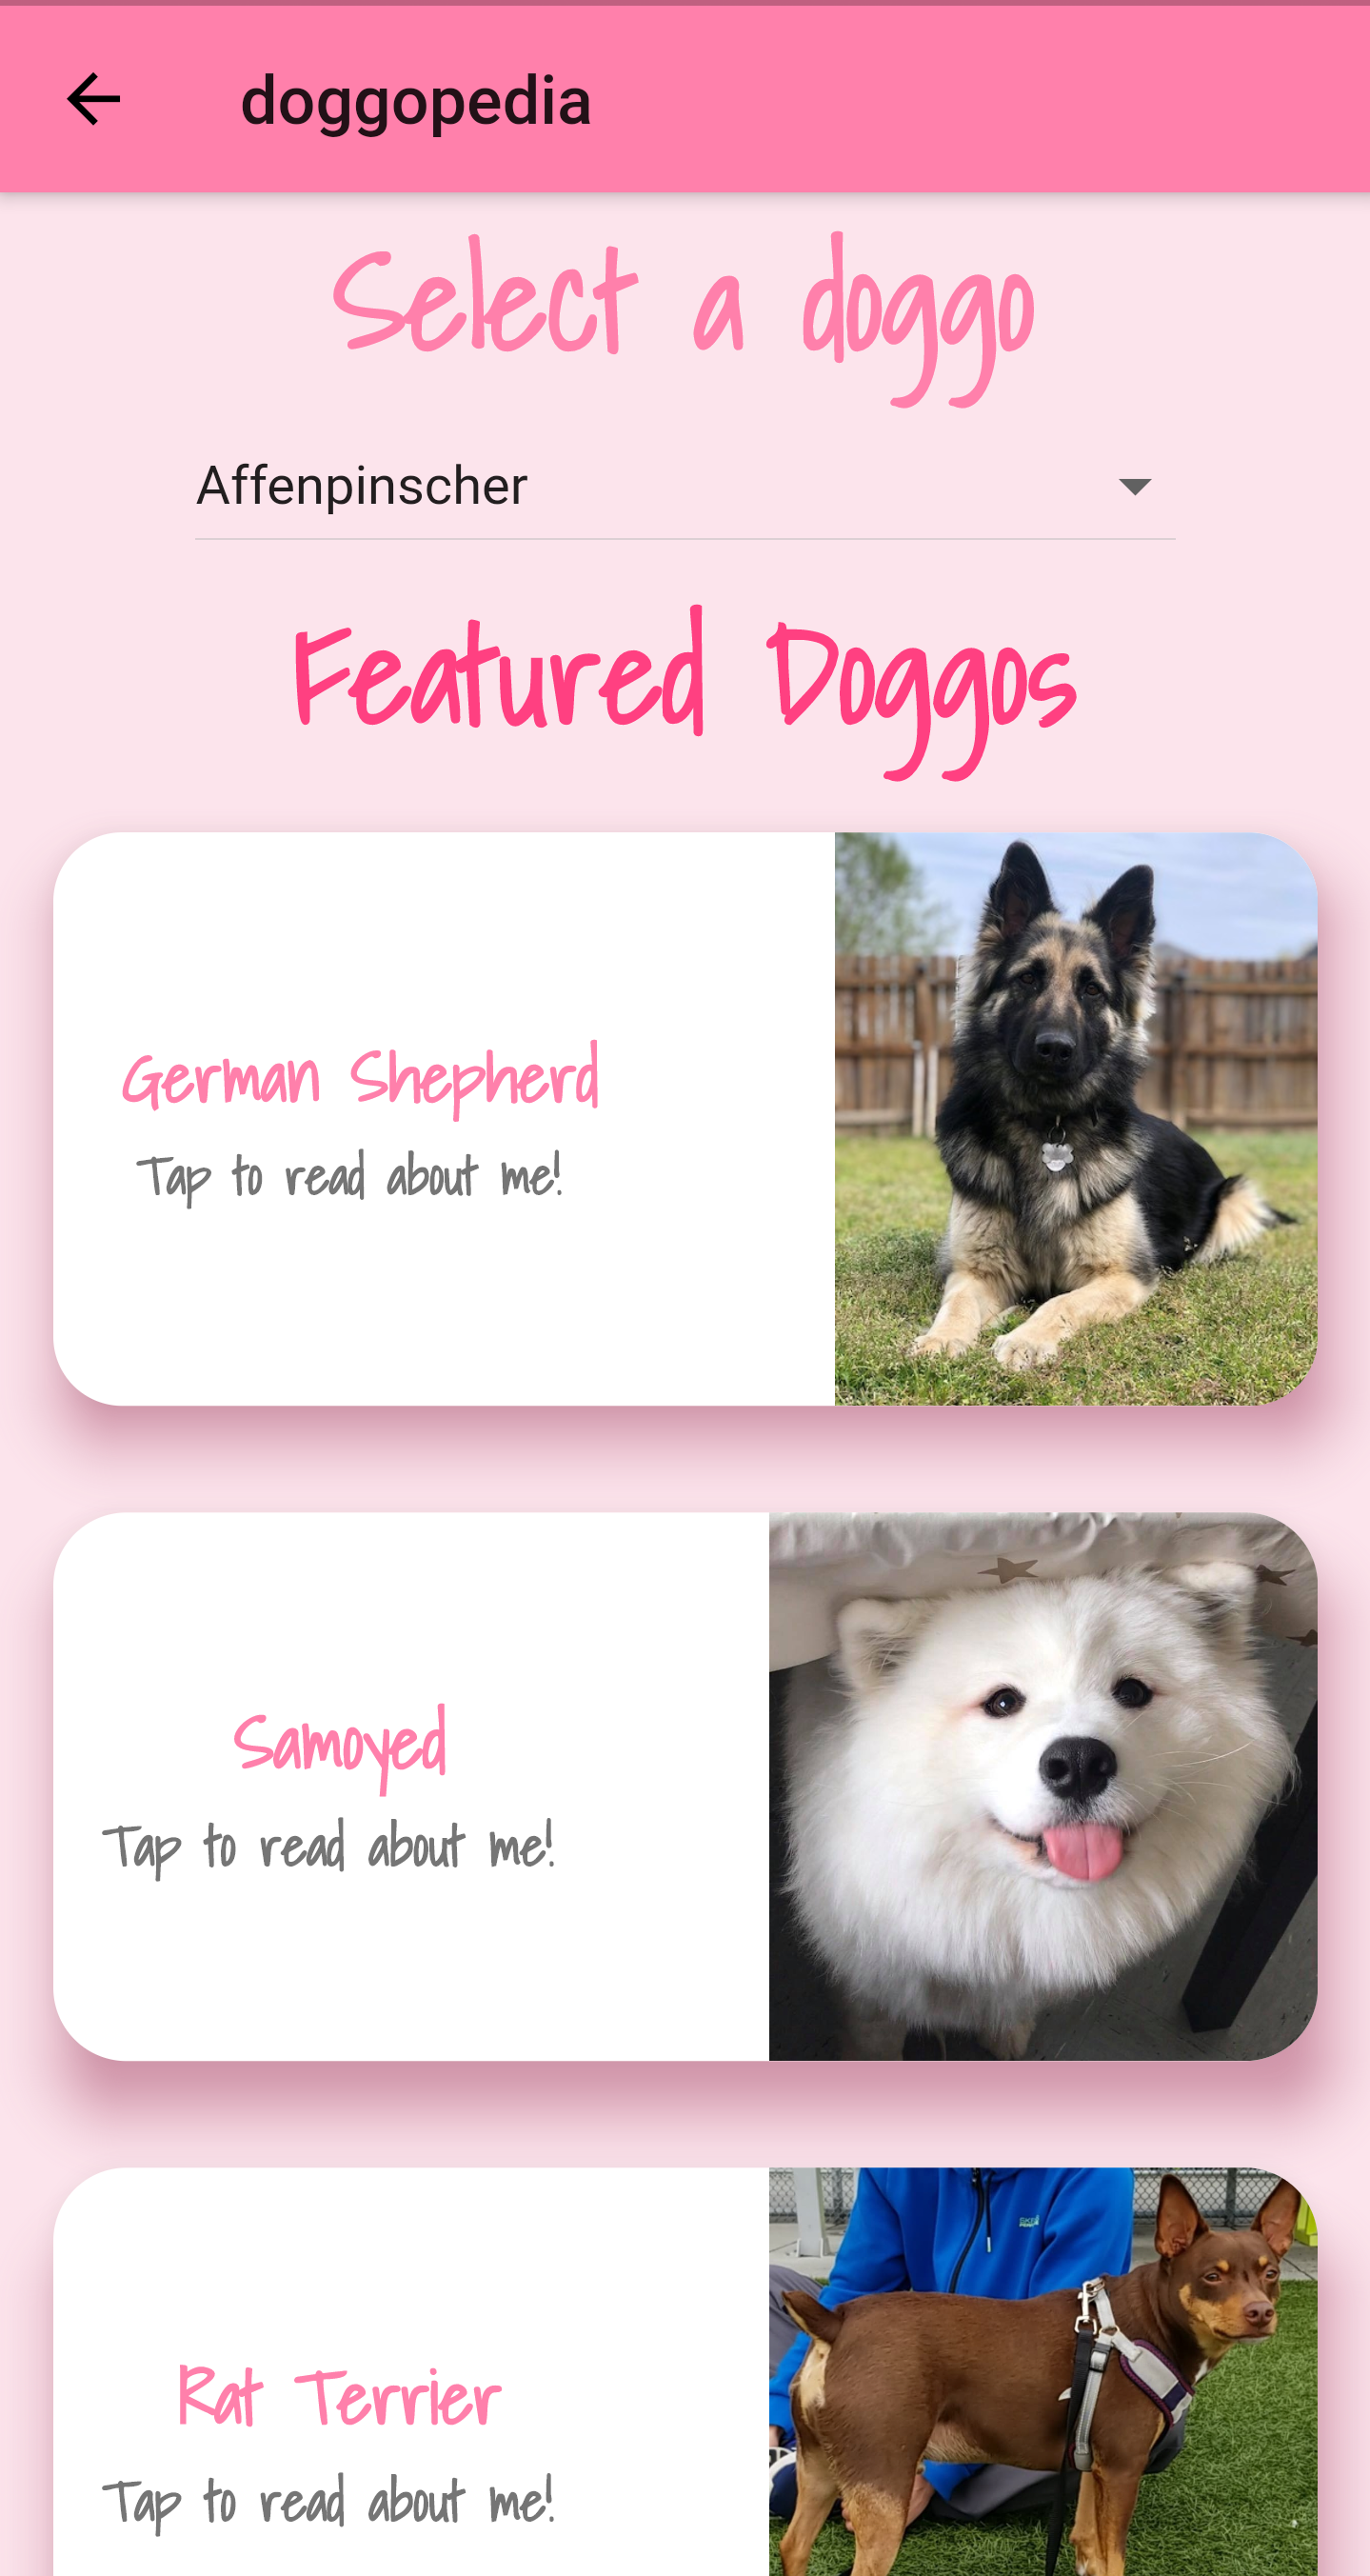 doggopedia
Select a doggo
Affenpinscher
Featured Doggos
German Shepherd
Tap to read about me!
Samoyed
Tap to read about me!
Rat Terrier
Tap to read about me!